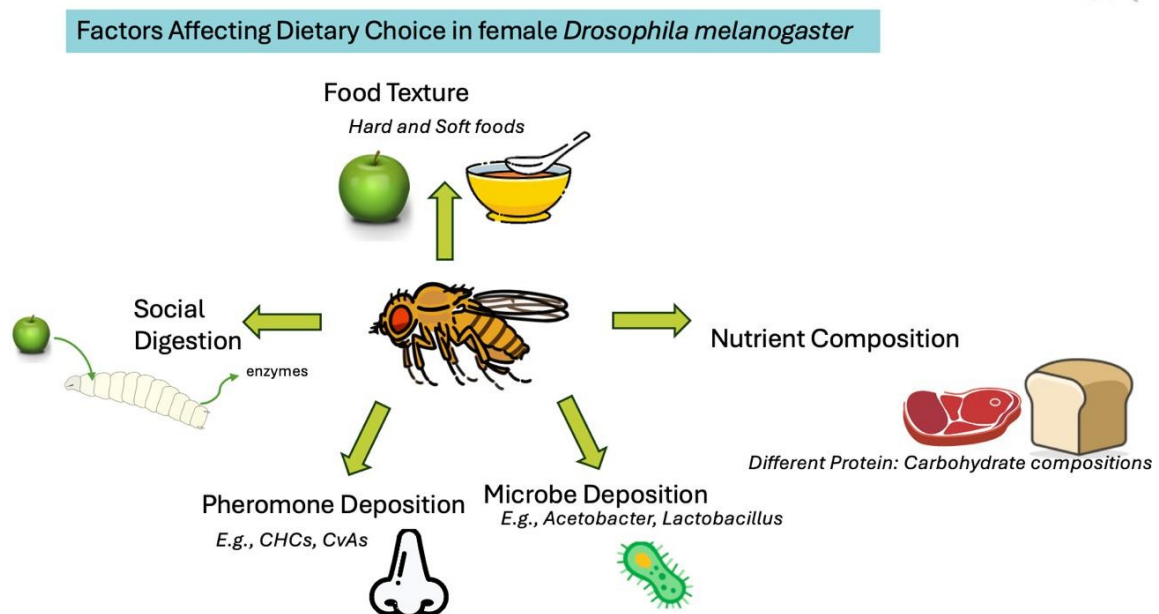 Factors Affecting Dietary Choice in female Drosophila melanogaster
Food Texture
Hard and Soft foods
Social
Digestion
enzymes
Nutrient Composition
Different Protein: Carbohydrate compositions
Pheromone Deposition
E.g., CHCs, CvAs
Microbe Deposition
E.g., Acetobacter, Lactobacillus